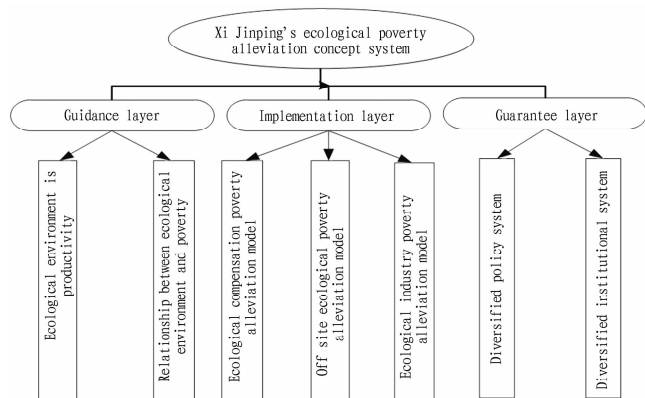 Xi Jinping's ecological poverty
alleviation concept system
Guidance layer
Implementation layer
Guarantee layer
Ecological environment is
productivity
Relationship between ecological
environment and poverty
Ecological compensation poverty
alleviation model
Off site ecological poverty
alleviation model
Ecological industry poverty
alleviation model
Diversified policy system
Diversified institutional system